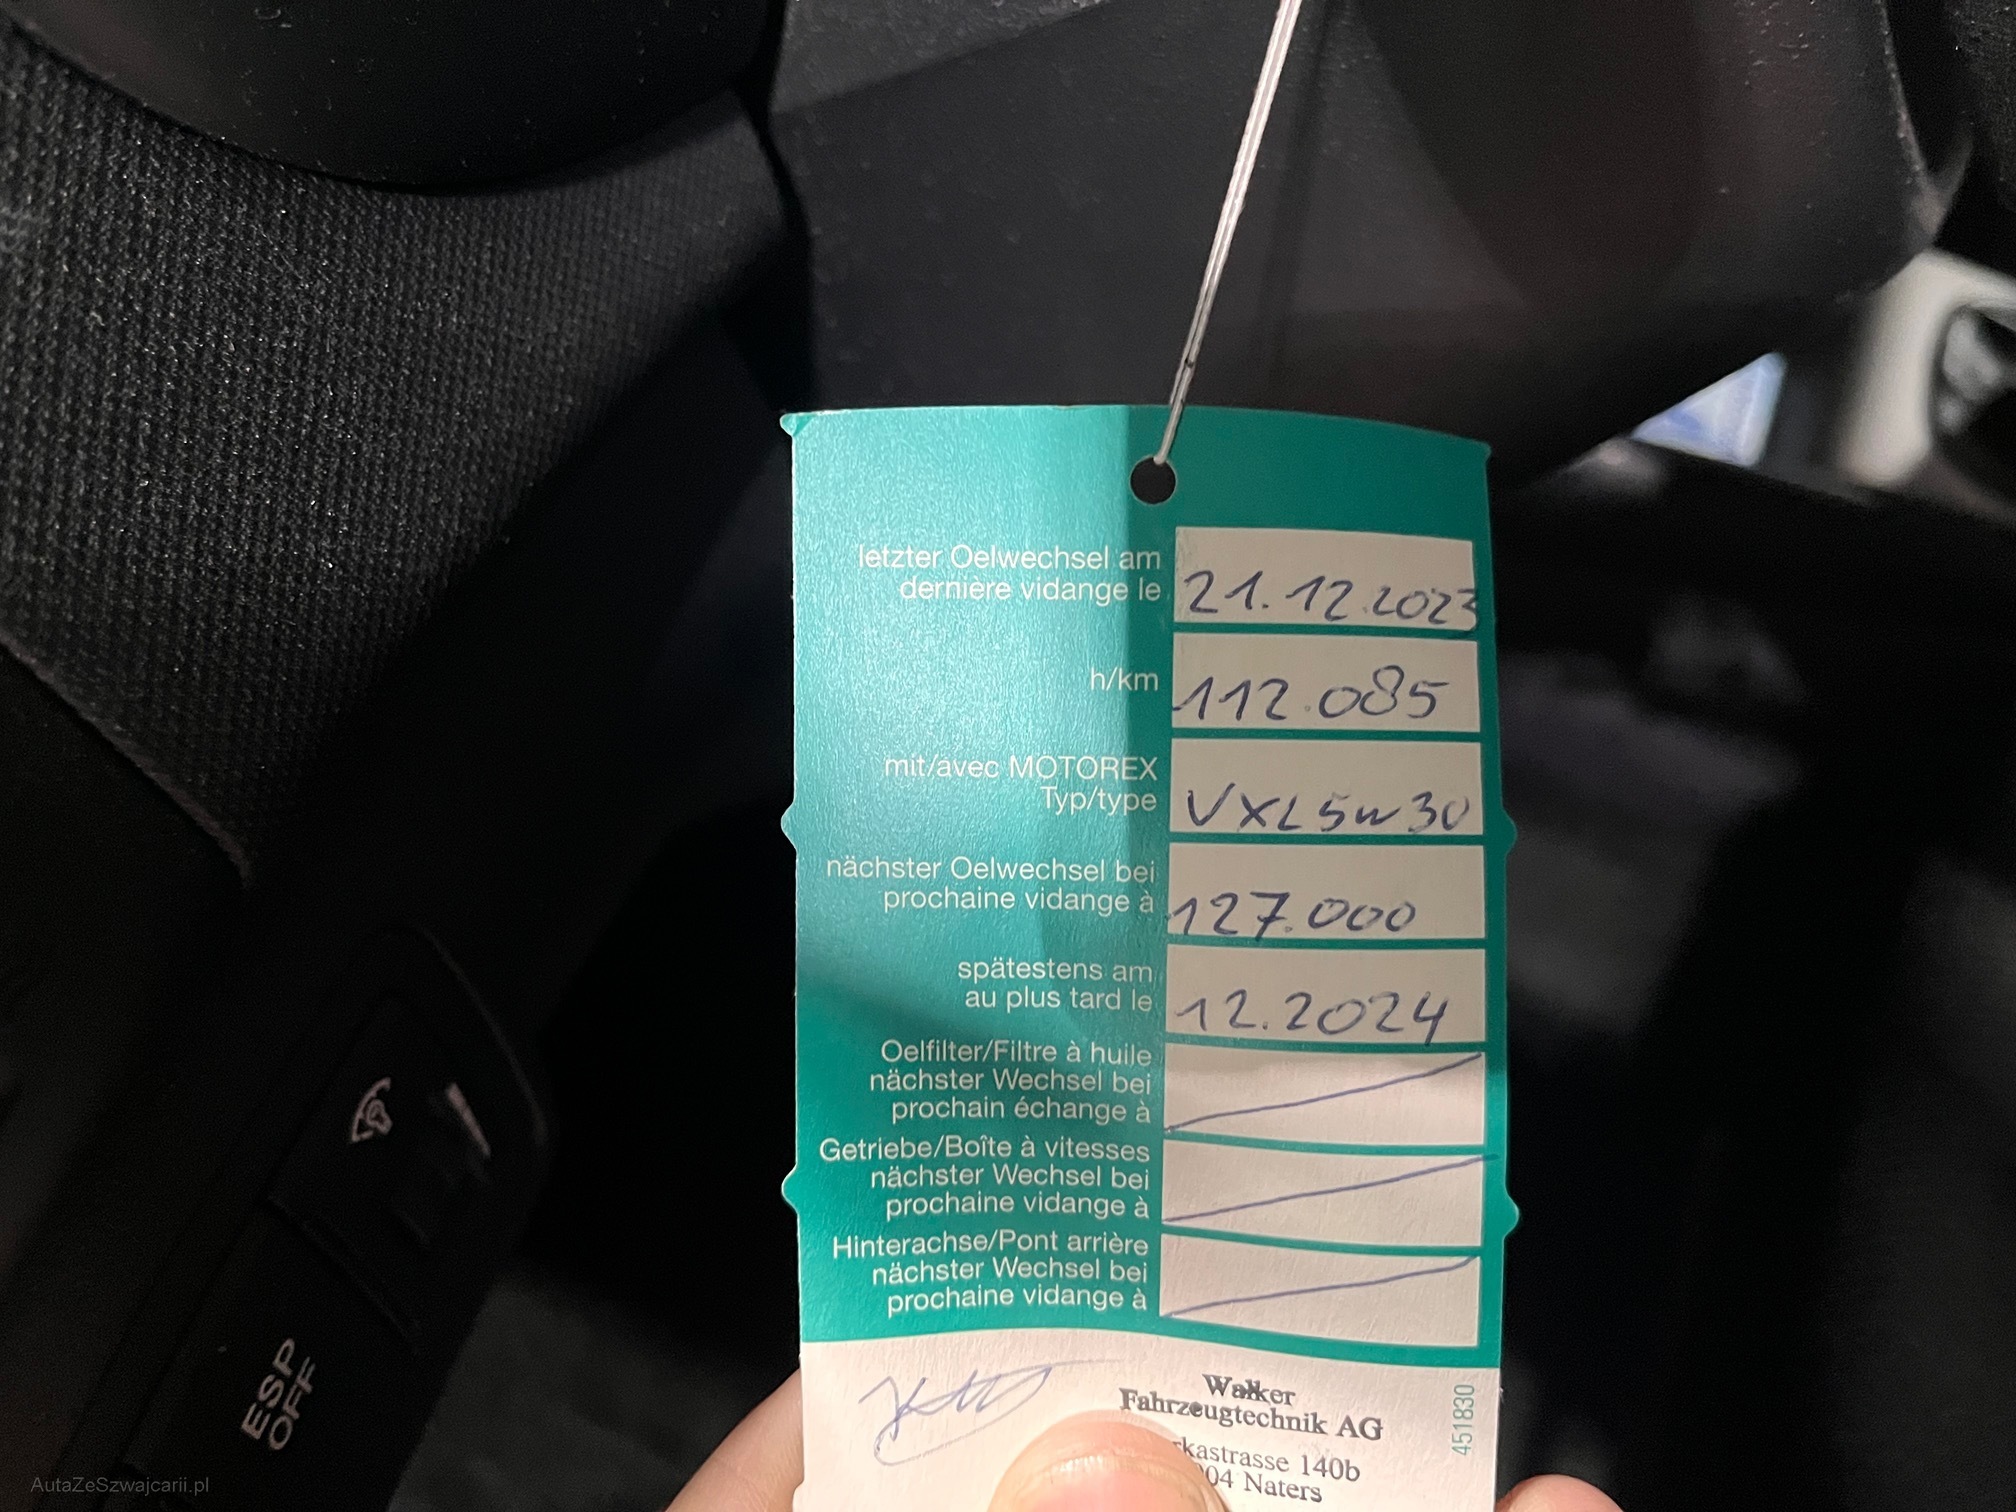 letzter Oelwechsel am
dernière vidange le
21.12.2023
h/km
112.085
mit/avec MOTOREX
Typ/type
VXL 5w30
nächster Oelwechsel bei
prochaine vidange à
127.000
spätestens am
au plus tard le
12.2024
Oelfilter/Filtre à huile
nächster Wechsel bei
prochain échange à
Getriebe/Boîte à vitesses
nächster Wechsel bei
prochaine vidange à
Hinterachse/Pont arrière
nächster Wechsel bei
prochaine vidange à
Walker
Fahrzeugtechnik AG
140b
Naters
451830
ESP
OFF
AutaZeSzwajcarii.pl